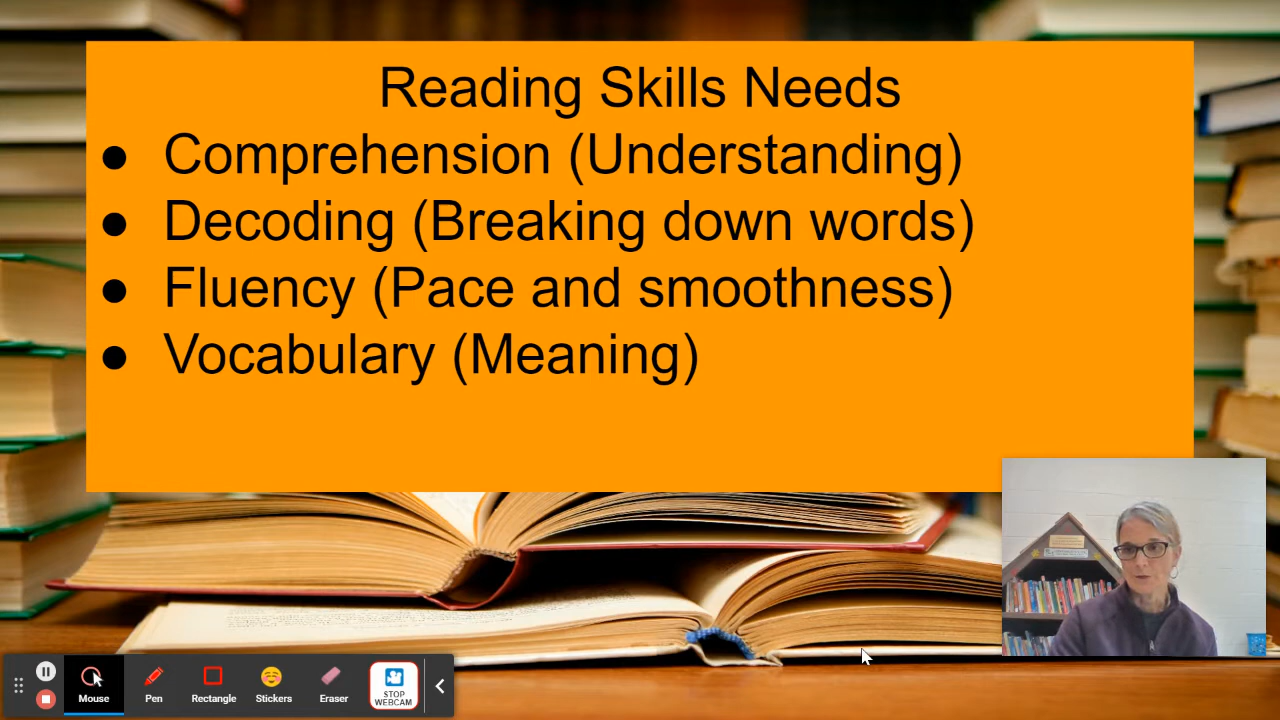 Reading Skills Needs
● Comprehension (Understanding)
● Decoding (Breaking down words)
● Fluency (Pace and smoothness)
● Vocabulary (Meaning)
Mouse
Pen
Rectangle
Stickers
Eraser
STOP
WEBCAM